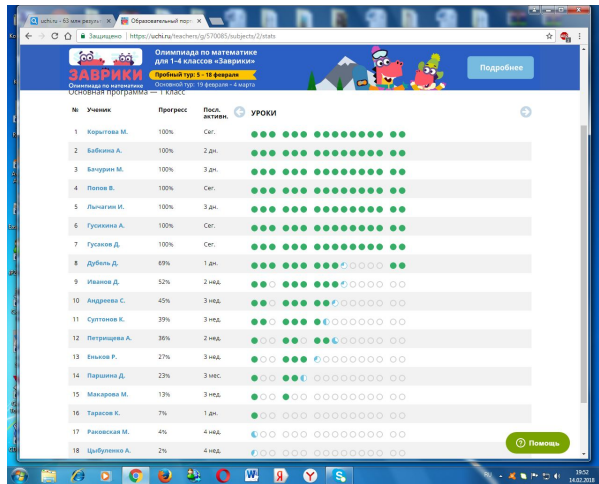 uchi.ru - 63 млн резуль
Образовательный порт
Защищено https://uchi.ru/teachers/g/570085/subjects/2/stats
ЗАВРИКИ
Олимпиада по математике
Олимпиада по математике
для 1-4 классов «Заврики»
Пробный тур: 5 - 18 февраля
Основной тур: 19 февраля - 4 марта
Подробнее
Основная программа — 1 класс
№ Ученик Прогресс Посл. активн. УРОКИ
1 Корытова М. 100% Сег.
2 Бабкина А. 100% 2 дн.
3 Бачурин М. 100% 3 дн.
4 Попов В. 100% Сег.
5 Лычагин И. 100% 3 дн.
6 Гусихина А. 100% Сег.
7 Гусаков Д. 100% Сег.
8 Дубель Д. 69% 1 дн.
9 Иванов Д. 52% 2 нед.
10 Андреева С. 45% 3 нед.
11 Султонов К. 39% 3 нед.
12 Петрищева А. 36% 2 нед.
13 Еньков Р. 27% 3 нед.
14 Паршина Д. 23% 3 мес.
15 Макарова М. 13% 3 нед.
16 Тарасов К. 7% 1 дн.
17 Раковская М. 4% 4 нед.
18 Цыбуленко А. 2% 4 нед.
Помощь
RU 19:52
14.02.2018